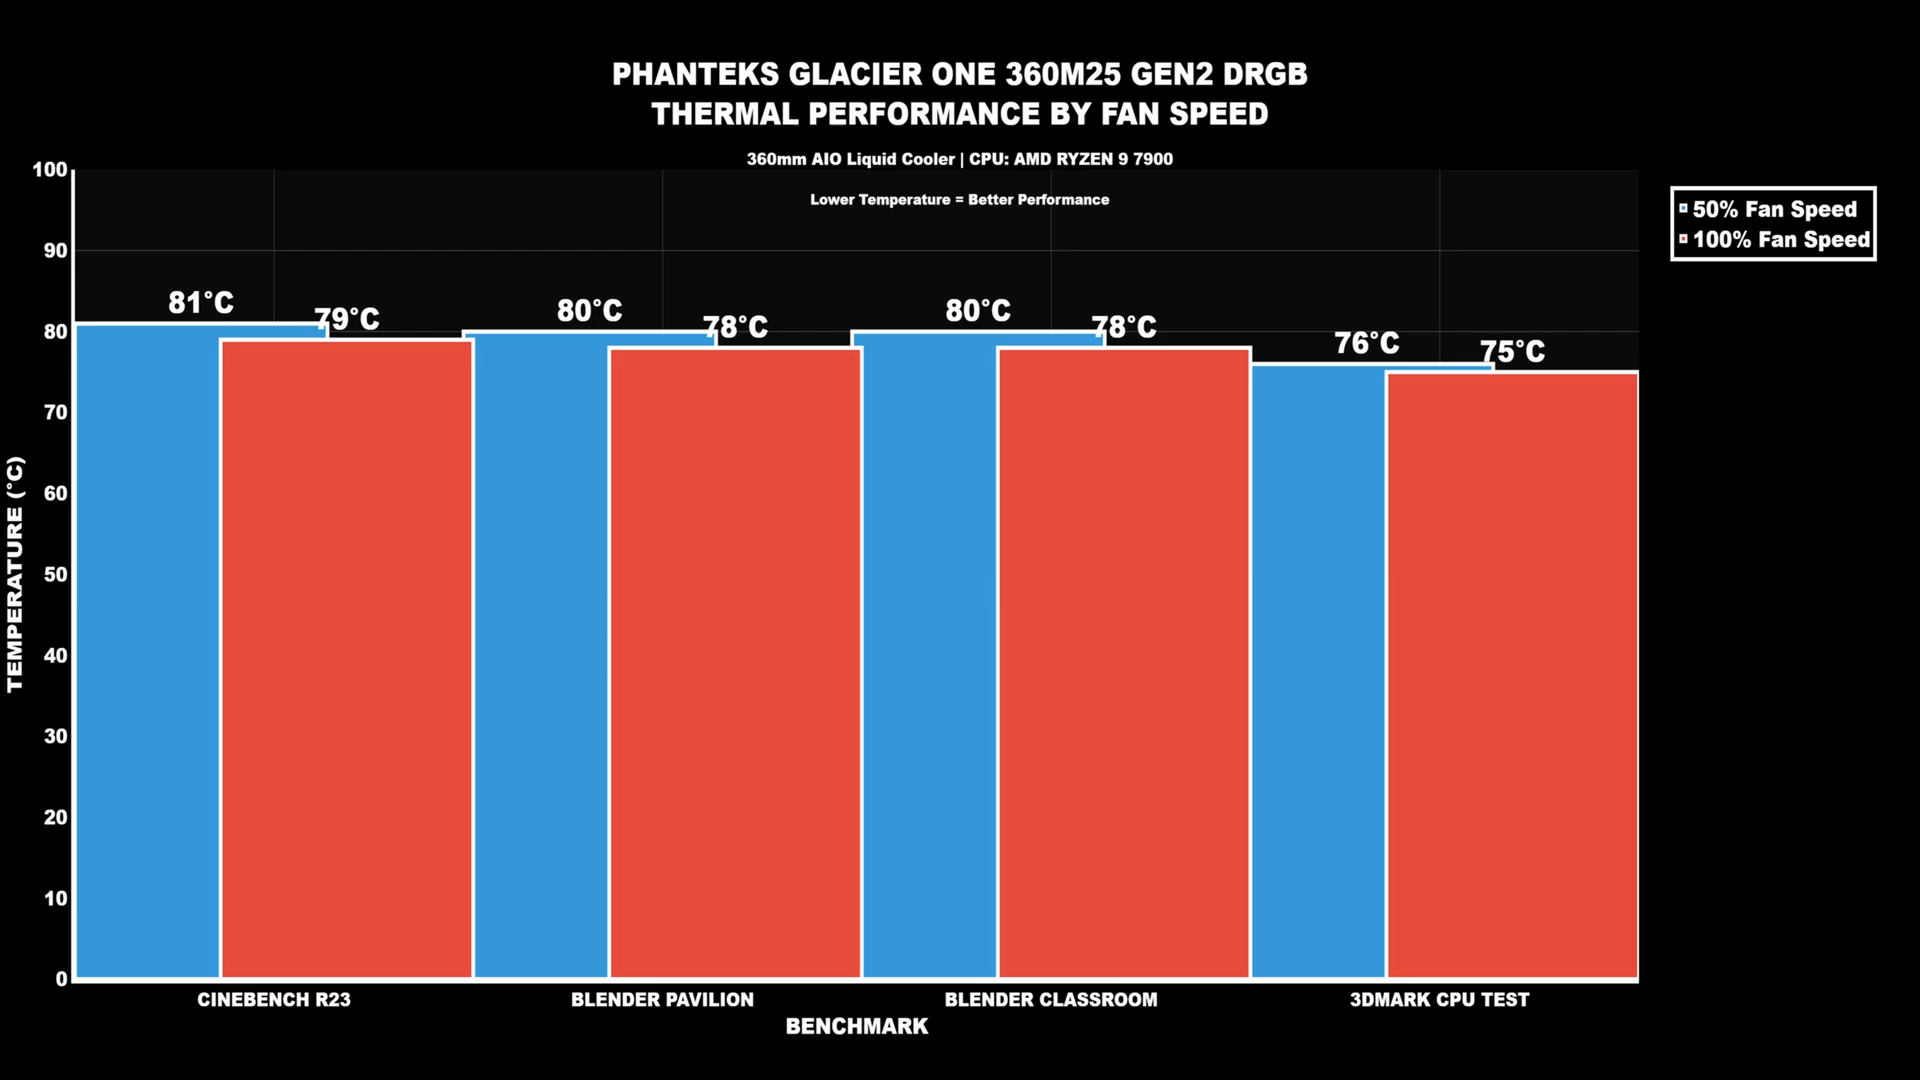 PHANTEKS GLACIER ONE 360M25 GEN2 DRGB
THERMAL PERFORMANCE BY FAN SPEED
360mm AIO Liquid Cooler | CPU: AMD RYZEN 9 7900
Lower Temperature = Better Performance
50% Fan Speed
100% Fan Speed
TEMPERATURE (°C)
100
90
80
70
60
50
40
30
20
10
0
81°C
79°C
80°C
78°C
80°C
78°C
76°C
75°C
CINEBENCH R23
BLENDER PAVILION
BLENDER CLASSROOM
3DMARK CPU TEST
BENCHMARK